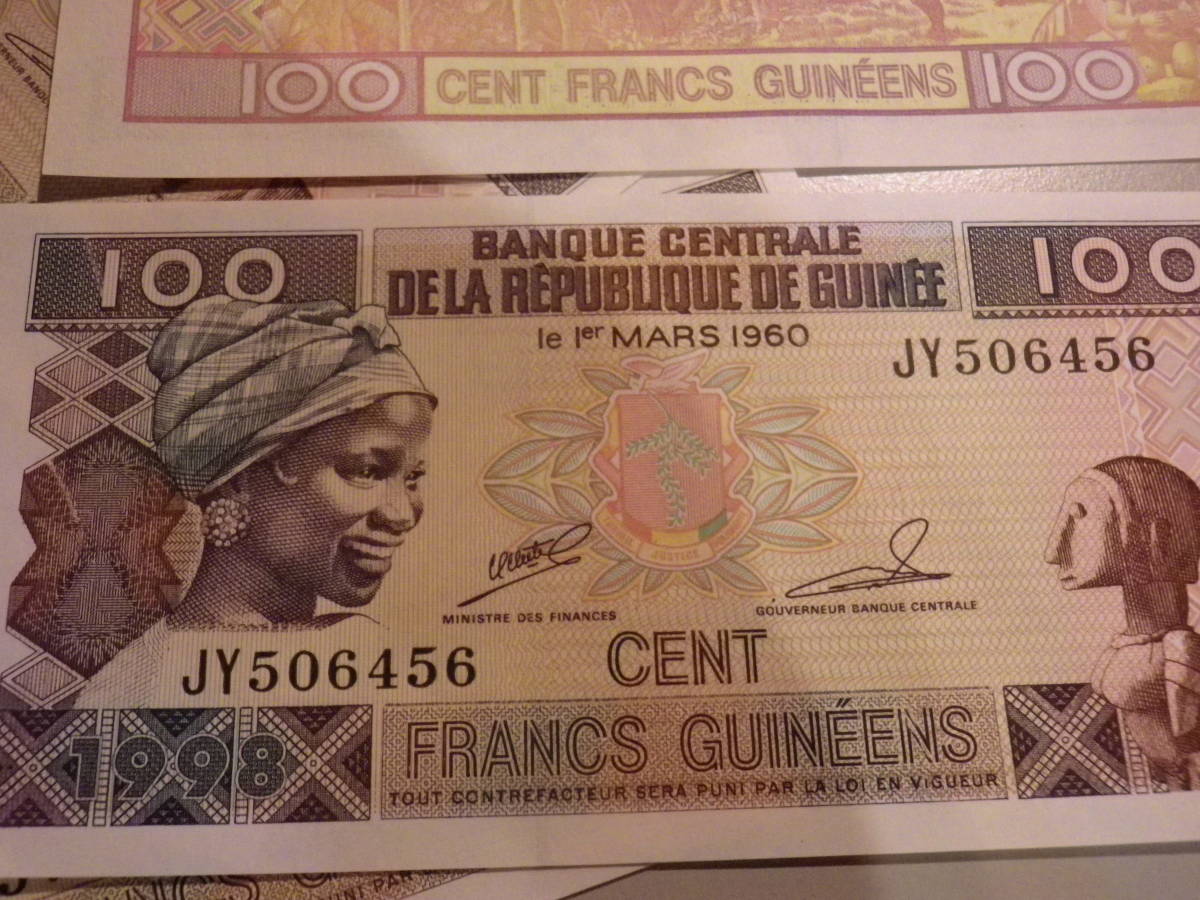 100 CENT FRANCS GUINÉENS 100
100 BANQUE CENTRALE 100
DE LA RÉPUBLIQUE DE GUINÉE
le 1er MARS 1960
JY506456
JUSTICE
MINISTRE DES FINANCES
GOUVERNEUR BANQUE CENTRALE
JY506456
CENT
FRANCS GUINÉENS
1998
TOUT CONTREFACTEUR SERA PUNI PAR LA LOI EN VIGUEUR